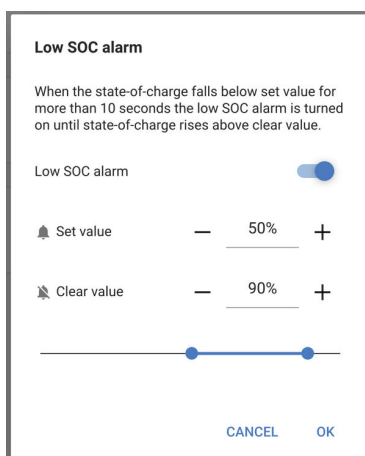 Low SOC alarm
When the state-of-charge falls below set value for
more than 10 seconds the low SOC alarm is turned
on until state-of-charge rises above clear value.
Low SOC alarm
Set value — 50% +
Clear value — 90% +
CANCEL OK